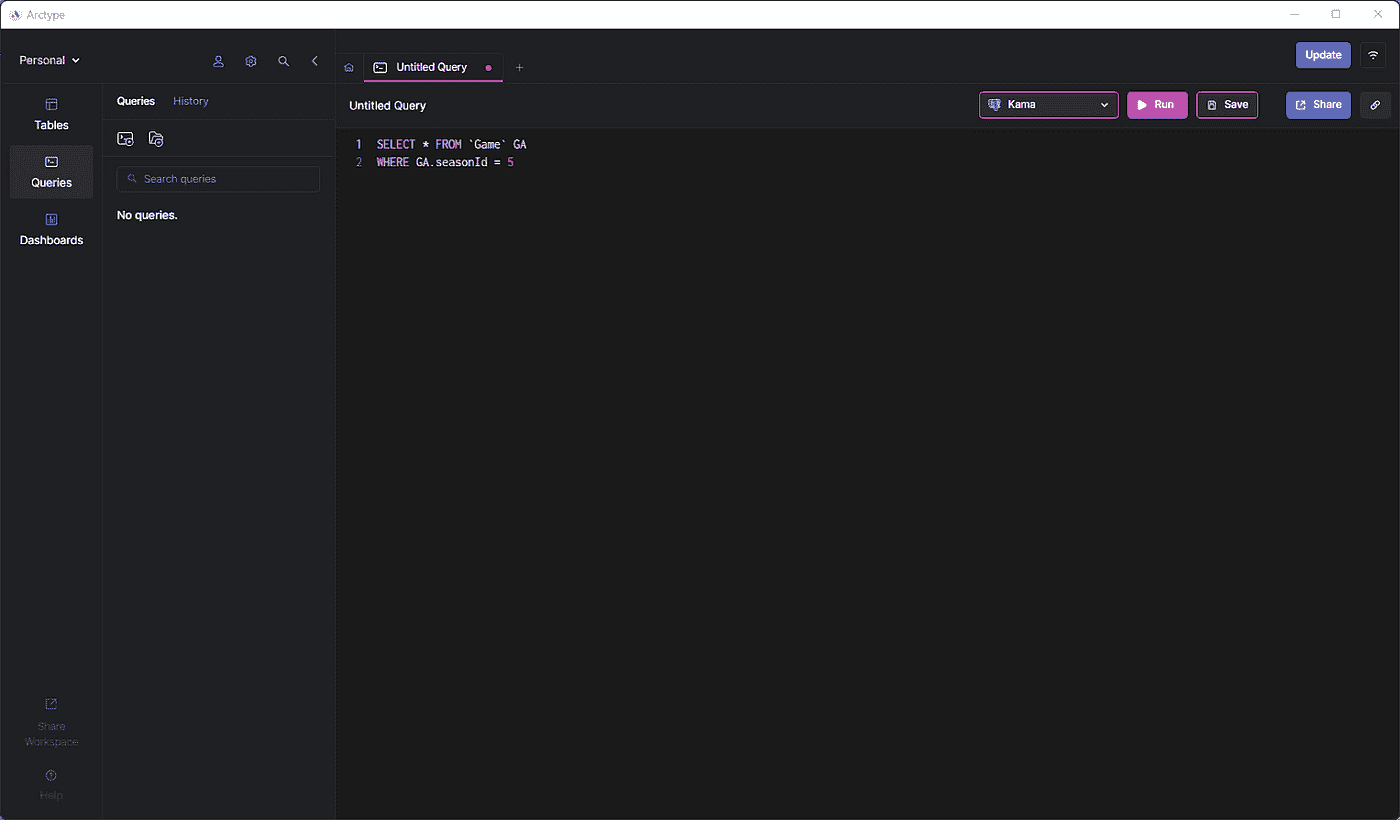 Arctype
Personal
Untitled Query
Update
Tables
Queries
Dashboards
Share
Workspace
Help
Queries History
Search queries
No queries.
Untitled Query
Kama
Run
Save
Share
1 SELECT * FROM `Game` GA
2 WHERE GA.seasonId = 5